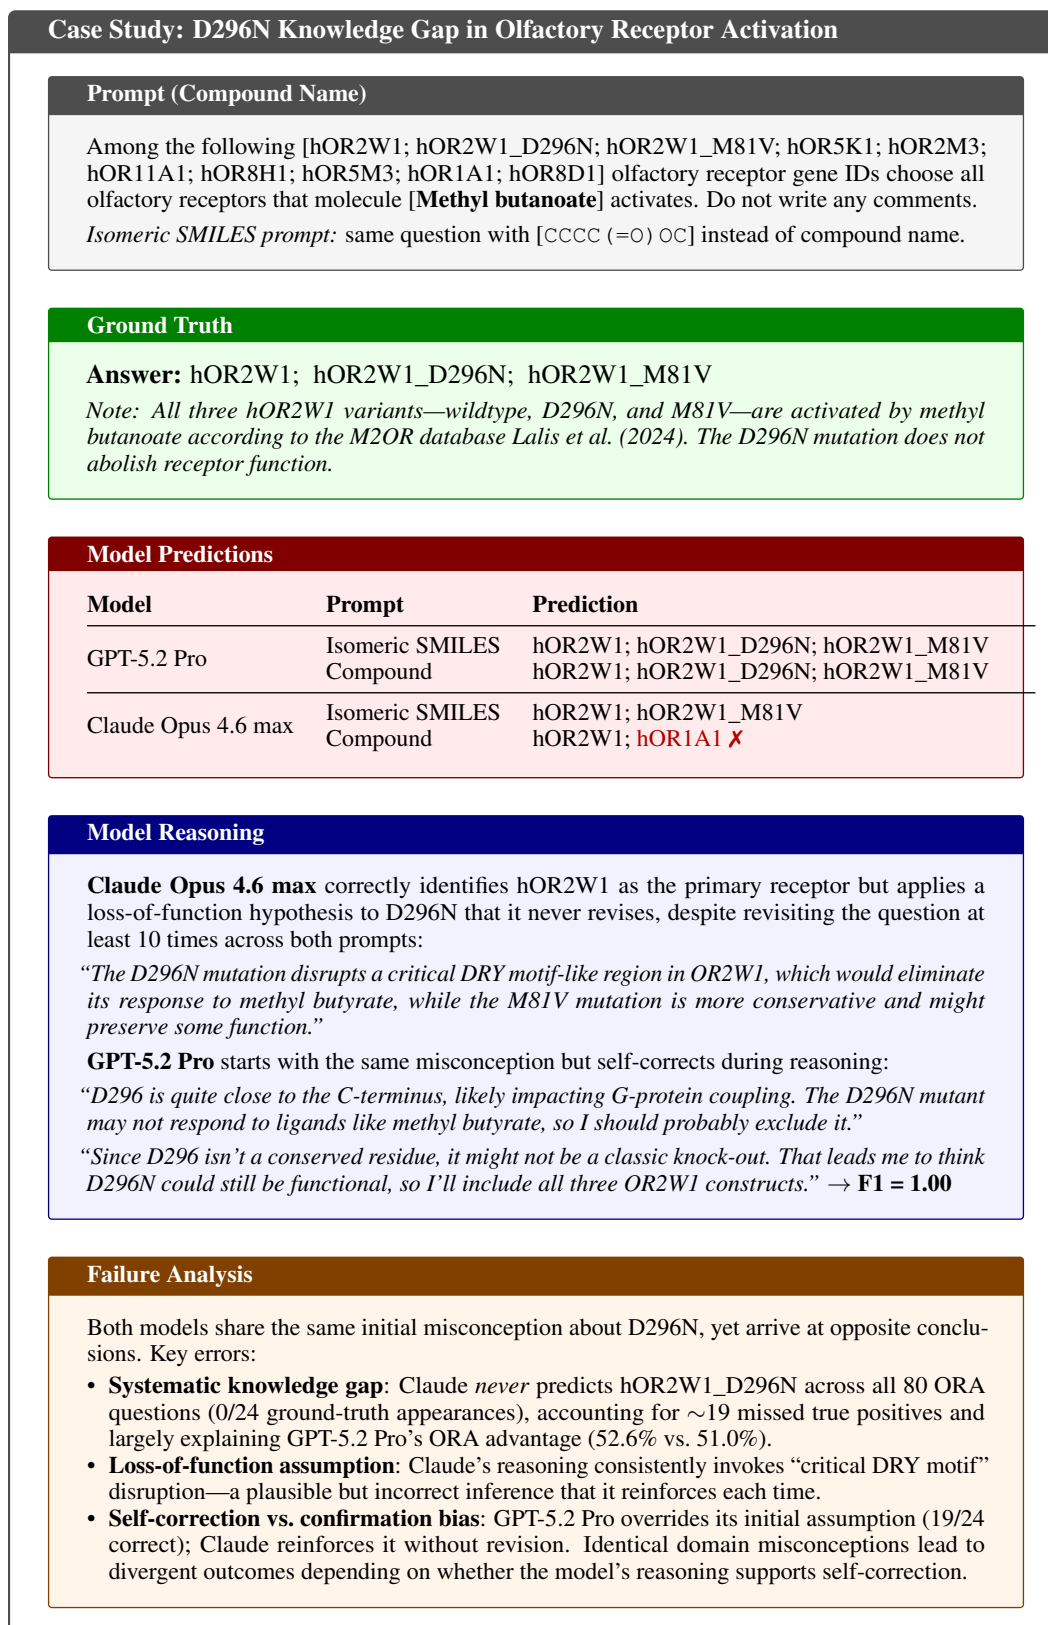 Case Study: D296N Knowledge Gap in Olfactory Receptor Activation
Prompt (Compound Name)
Among the following [hOR2W1; hOR2W1_D296N; hOR2W1_M81V; hOR5K1; hOR2M3;
hOR11A1; hOR8H1; hOR5M3; hOR1A1; hOR8D1] olfactory receptor gene IDs choose all
olfactory receptors that molecule [Methyl butanoate] activates. Do not write any comments.
Isomeric SMILES prompt: same question with [CCCC(=O)OC] instead of compound name.
Ground Truth
Answer: hOR2W1; hOR2W1_D296N; hOR2W1_M81V
Note: All three hOR2W1 variants—wildtype, D296N, and M81V—are activated by methyl
butanoate according to the M2OR database Lalis et al. (2024). The D296N mutation does not
abolish receptor function.
Model Predictions
Model Prompt Prediction
GPT-5.2 Pro Isomeric SMILES hOR2W1; hOR2W1_D296N; hOR2W1_M81V
Compound hOR2W1; hOR2W1_D296N; hOR2W1_M81V
Claude Opus 4.6 max Isomeric SMILES hOR2W1; hOR2W1_M81V
Compound hOR2W1; hOR1A1 ✗
Model Reasoning
Claude Opus 4.6 max correctly identifies hOR2W1 as the primary receptor but applies a
loss-of-function hypothesis to D296N that it never revises, despite revisiting the question at
least 10 times across both prompts:
“The D296N mutation disrupts a critical DRY motif-like region in OR2W1, which would eliminate
its response to methyl butyrate, while the M81V mutation is more conservative and might
preserve some function.”
GPT-5.2 Pro starts with the same misconception but self-corrects during reasoning:
“D296 is quite close to the C-terminus, likely impacting G-protein coupling. The D296N mutant
may not respond to ligands like methyl butyrate, so I should probably exclude it.”
“Since D296 isn’t a conserved residue, it might not be a classic knock-out. That leads me to think
D296N could still be functional, so I’ll include all three OR2W1 constructs.” → F1 = 1.00
Failure Analysis
Both models share the same initial misconception about D296N, yet arrive at opposite conclu-
sions. Key errors:
• Systematic knowledge gap: Claude never predicts hOR2W1_D296N across all 80 ORA
questions (0/24 ground-truth appearances), accounting for ∼19 missed true positives and
largely explaining GPT-5.2 Pro’s ORA advantage (52.6% vs. 51.0%).
• Loss-of-function assumption: Claude’s reasoning consistently invokes “critical DRY motif”
disruption—a plausible but incorrect inference that it reinforces each time.
• Self-correction vs. confirmation bias: GPT-5.2 Pro overrides its initial assumption (19/24
correct); Claude reinforces it without revision. Identical domain misconceptions lead to
divergent outcomes depending on whether the model’s reasoning supports self-correction.